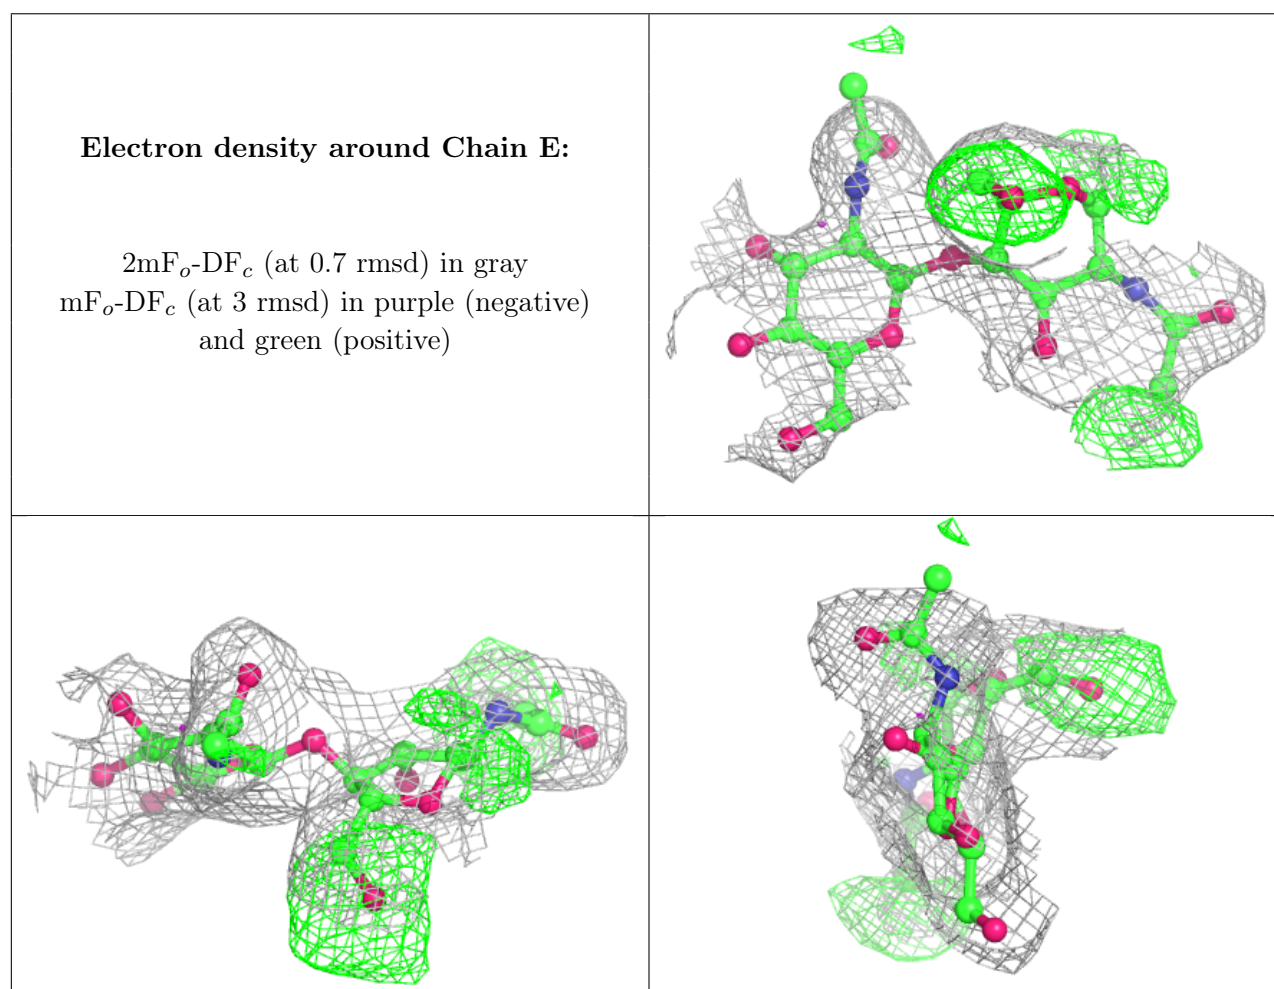 Electron density around Chain E:
2mFₒ-DF𝑐 (at 0.7 rmsd) in gray
mFₒ-DF𝑐 (at 3 rmsd) in purple (negative)
and green (positive)